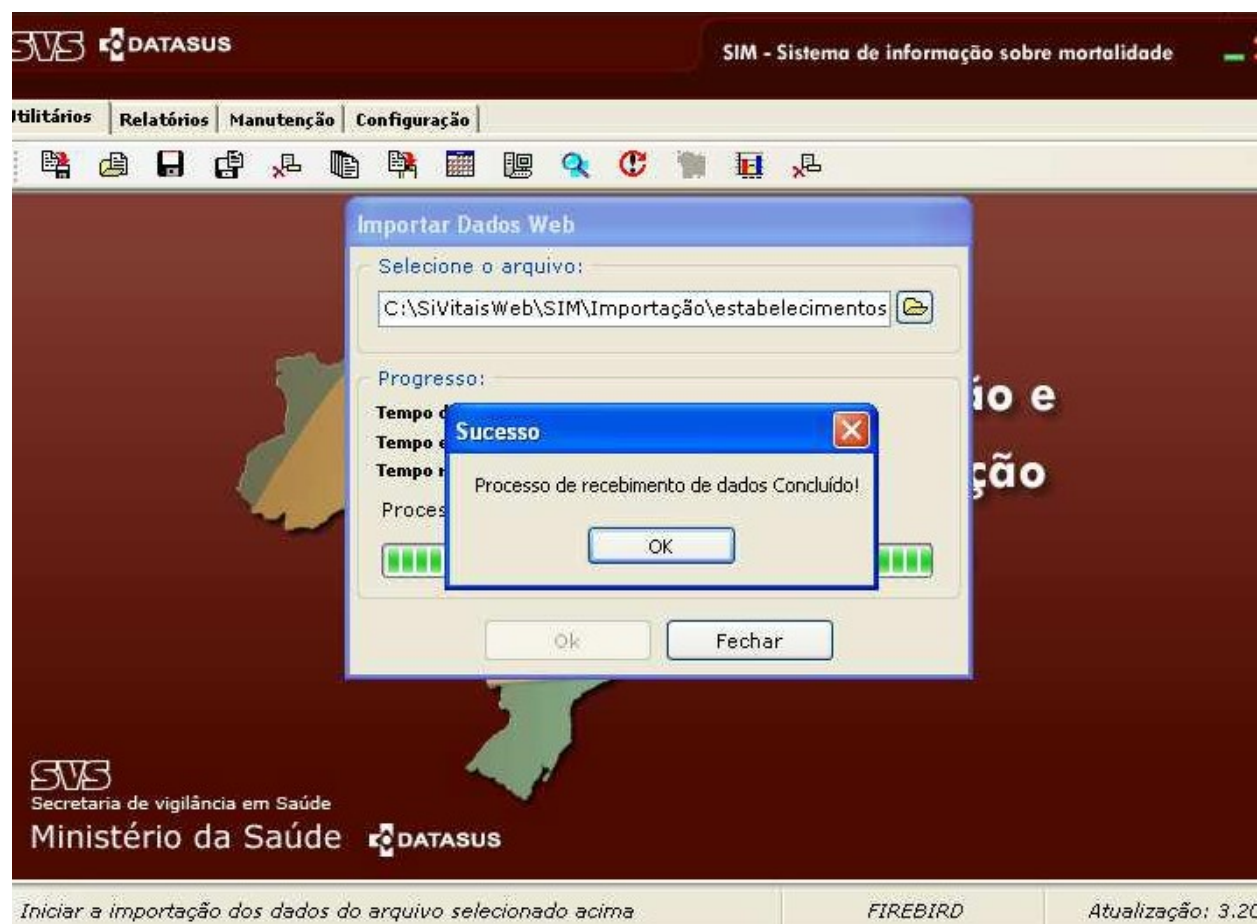 SVS DATASUS
SIM - Sistema de informação sobre mortalidade
Utilitários Relatórios Manutenção Configuração
Importar Dados Web
Selecione o arquivo:
C:\SiVitaisWeb\SIM\Importação\estabelecimentos
Progresso:
ão e
Tempo d
Sucesso
Tempo e
Tempo r
ção
Processo de recebimento de dados Concluído!
Proces
OK
Ok Fechar
SVS
Secretaria de vigilância em Saúde
Ministério da Saúde DATASUS
Iniciar a importação dos dados do arquivo selecionado acima FIREBIRD Atualização: 3.20